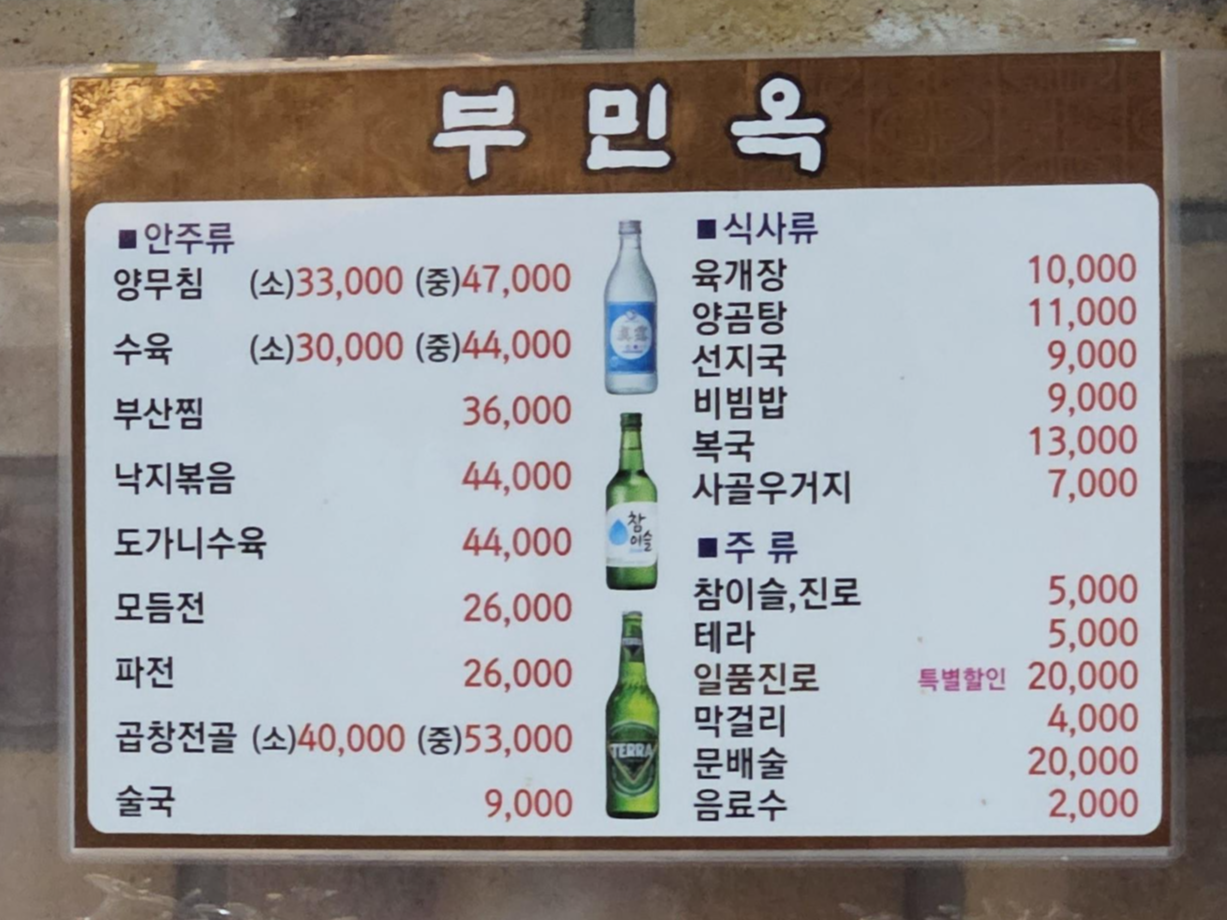 부민옥
■안주류
양무침 (소)33,000 (중)47,000
수육 (소)30,000 (중)44,000
부산찜 36,000
낙지볶음 44,000
도가니수육 44,000
모듬전 26,000
파전 26,000
곱창전골 (소)40,000 (중)53,000
술국 9,000
眞露
참이슬
TERRA
■식사류
육개장 10,000
양곰탕 11,000
선지국 9,000
비빔밥 9,000
복국 13,000
사골우거지 7,000
■주 류
참이슬,진로 5,000
테라 5,000
일품진로 특별할인 20,000
막걸리 4,000
문배술 20,000
음료수 2,000